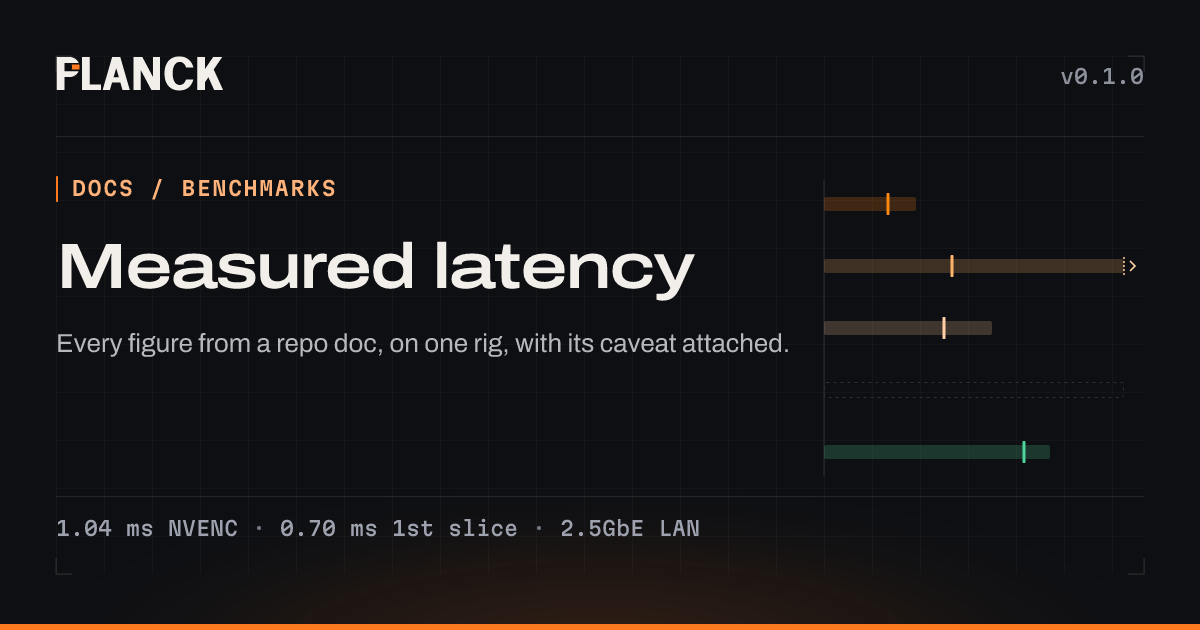 PLANCK
v0.1.0
DOCS / BENCHMARKS
Measured latency
Every figure from a repo doc, on one rig, with its caveat attached.
1.04 ms NVENC · 0.70 ms 1st slice · 2.5GbE LAN